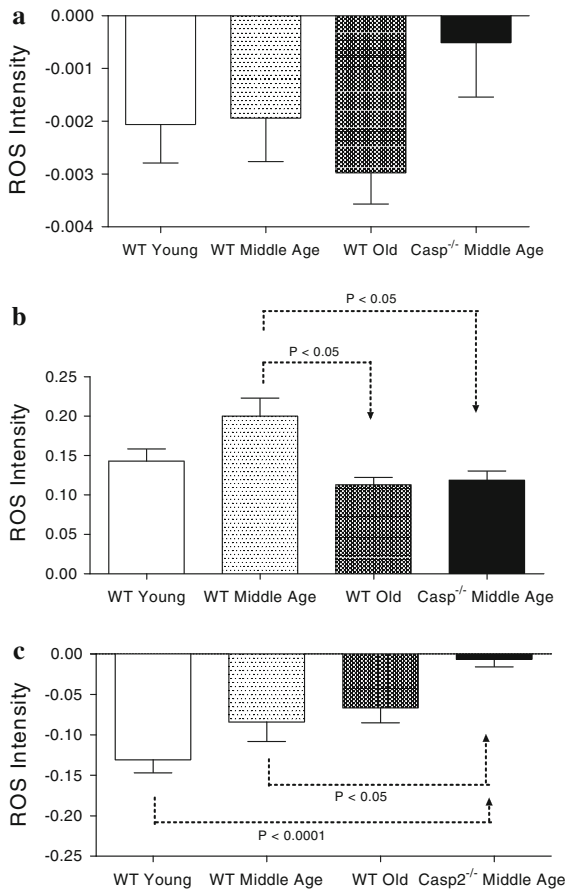 a
0.000
-0.001
-0.002
-0.003
-0.004
ROS Intensity
WT Young WT Middle Age WT Old Casp-/- Middle Age
b
P < 0.05
P < 0.05
0.25
0.20
0.15
0.10
0.05
0.00
ROS Intensity
WT Young WT Middle Age WT Old Casp-/- Middle Age
c
0.00
-0.05
-0.10
-0.15
-0.20
-0.25
ROS Intensity
P < 0.05
P < 0.0001
WT Young WT Middle Age WT Old Casp2-/- Middle Age